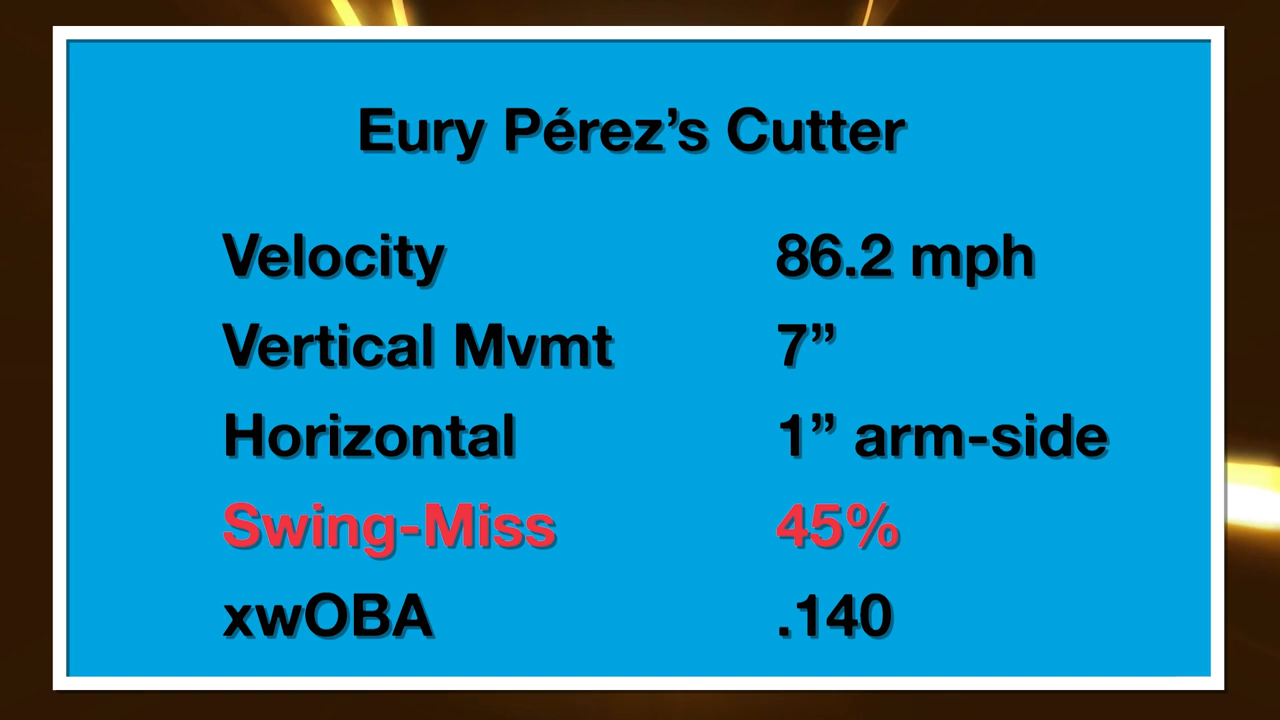 Eury Pérez’s Cutter
Velocity 86.2 mph
Vertical Mvmt 7”
Horizontal 1” arm-side
Swing-Miss 45%
xwOBA .140